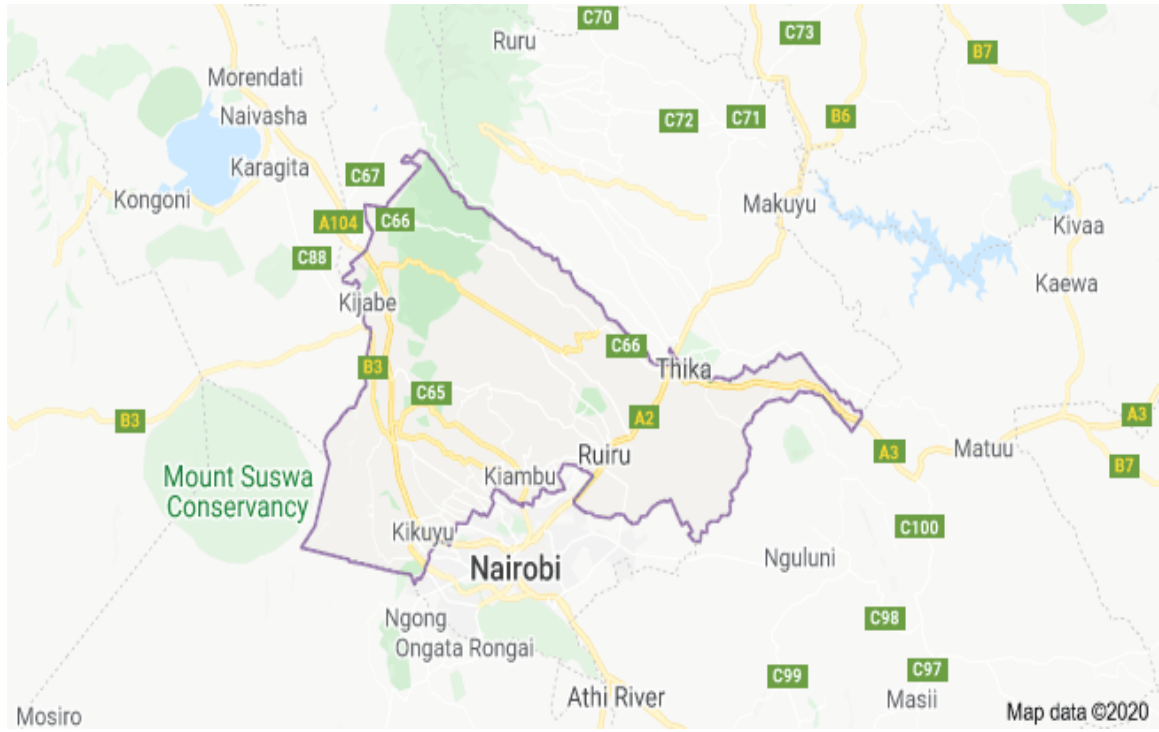 C70
C73
Ruru
B7
Morendati
Naivasha
C72
C71
B6
Karagita
C67
Kongoni
Makuyu
A104
C66
Kivaa
C88
Kaewa
Kijabe
C66
Thika
B3
C65
B3
A2
A3
Matuu
A3
Ruiru
B7
Mount Suswa
Conservancy
Kiambu
C100
Kikuyu
Nairobi
Nguluni
Ngong
C98
Ongata Rongai
C99
C97
Athi River
Masii
Mosiro
Map data ©2020